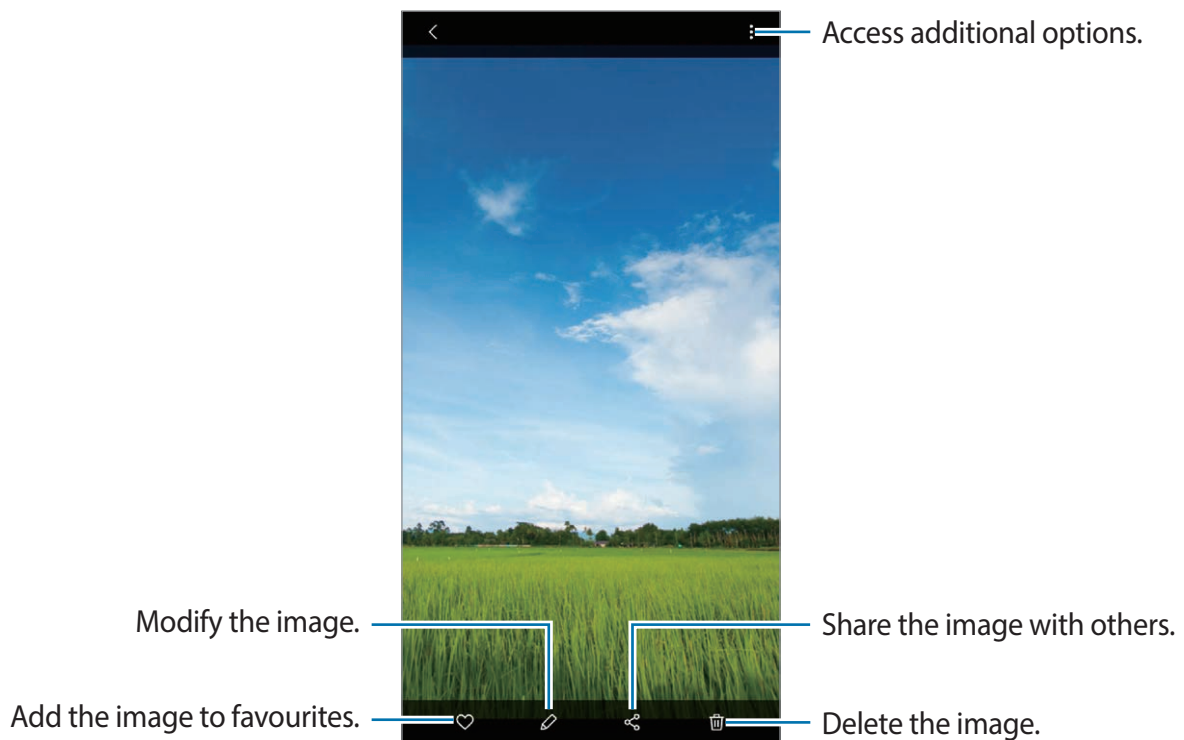 Access additional options.
Modify the image.
Share the image with others.
Add the image to favourites.
Delete the image.